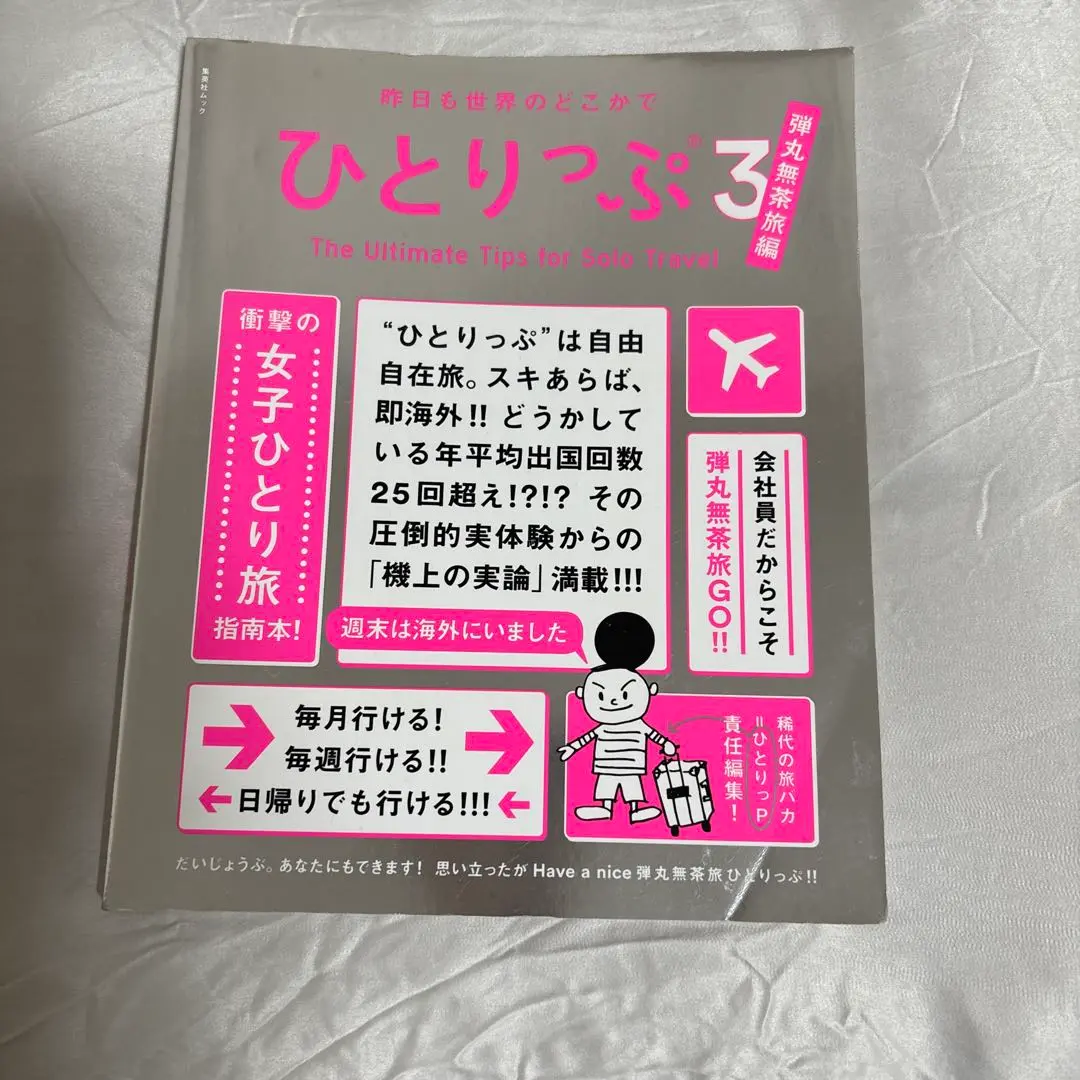 集英社ムック
昨日も世界のどこかで
ひとりっぷ® 3
弾丸無茶旅編
The Ultimate Tips for Solo Travel
衝撃の
女子ひとり旅
指南本!
“ひとりっぷ”は自由
自在旅。スキあらば、
即海外!! どうかして
いる年平均出国回数
25回超え!?!? その
圧倒的実体験からの
「機上の実論」満載!!!
週末は海外にいました
会社員だからこそ
弾丸無茶旅GO!!
毎月行ける!
毎週行ける!!
日帰りでも行ける!!!
稀代の旅バカ
=ひとりっP
責任編集!
だいじょうぶ。あなたにもできます! 思い立ったが Have a nice 弾丸無茶旅ひとりっぷ!!